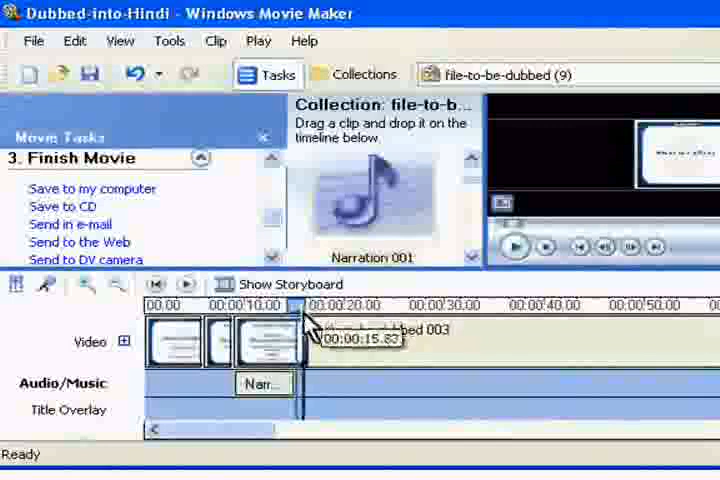 Dubbed-into-Hindi - Windows Movie Maker
File Edit View Tools Clip Play Help
Tasks Collections file-to-be-dubbed (9)
Movie Tasks
3. Finish Movie
Save to my computer
Save to CD
Send in e-mail
Send to the Web
Send to DV camera
Collection: file-to-b...
Drag a clip and drop it on the
timeline below.
Narration 001
Show Storyboard
00.00 00:00:10.00 00:00:20.00 00:00:30.00 00:00:40.00 00:00:50.00 00:0
Video
003
00:00:15.83
Audio/Music
Narr...
Title Overlay
Ready